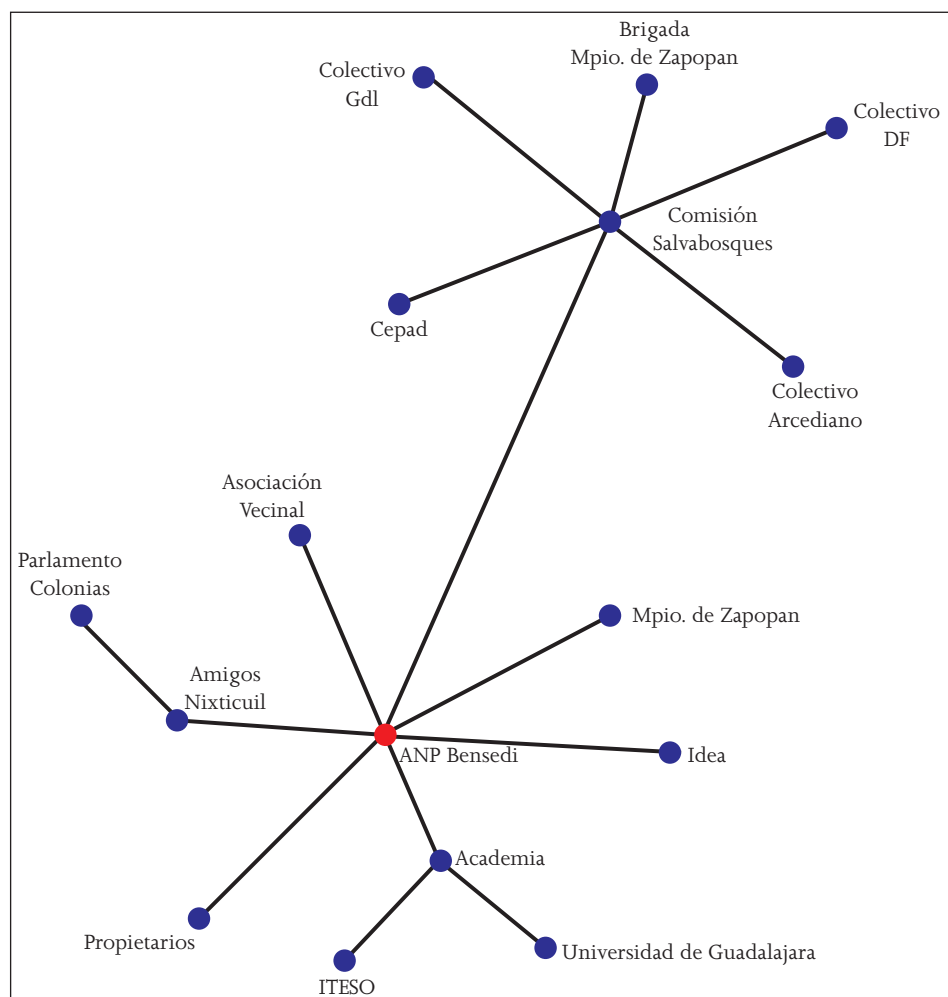 Brigada
Mpio. de Zapopan
Colectivo
Gdl
Colectivo
DF
Comisión
Salvabosques
Cepad
Colectivo
Arcediano
Asociación
Vecinal
Parlamento
Colonias
Mpio. de Zapopan
Amigos
Nixticuil
ANP Bensedi
Idea
Academia
Propietarios
Universidad de Guadalajara
ITESO